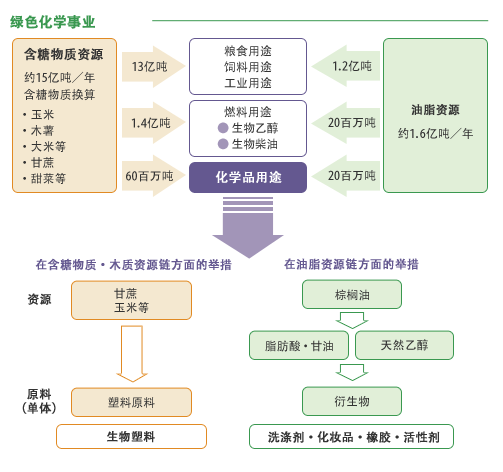 绿色化学事业
含糖物质资源
约15亿吨／年
含糖物质换算
・玉米
・木薯
・大米等
・甘蔗
・甜菜等
13亿吨
1.4亿吨
60百万吨
粮食用途
饲料用途
工业用途
燃料用途
●生物乙醇
●生物柴油
化学品用途
1.2亿吨
20百万吨
20百万吨
油脂资源
约1.6亿吨／年
在含糖物质・木质资源链方面的举措
在油脂资源链方面的举措
资源
甘蔗
玉米等
棕榈油
脂肪酸・甘油
天然乙醇
原料
（单体）
塑料原料
衍生物
生物塑料
洗涤剂・化妆品・橡胶・活性剂